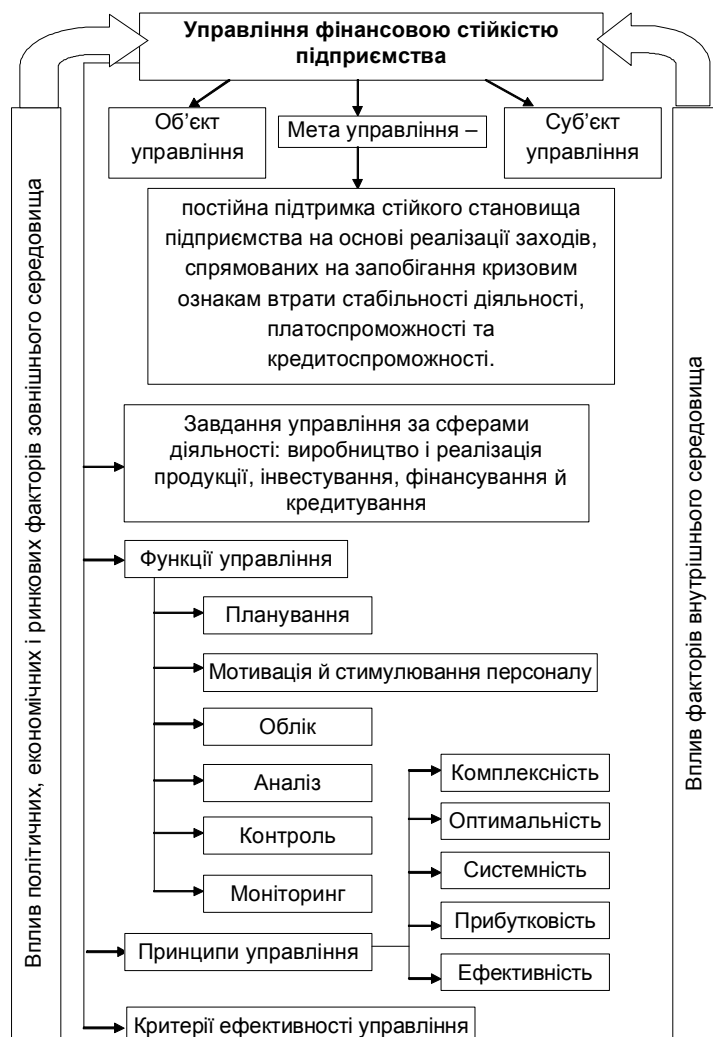 Управління фінансовою стійкістю
підприємства
Об’єкт
управління
Мета управління –
Суб’єкт
управління
постійна підтримка стійкого становища
підприємства на основі реалізації заходів,
спрямованих на запобігання кризовим
ознакам втрати стабільності діяльності,
платоспроможності та
кредитоспроможності.
Завдання управління за сферами
діяльності: виробництво і реалізація
продукції, інвестування, фінансування й
кредитування
Функції управління
Планування
Мотивація й стимулювання персоналу
Облік
Аналіз
Контроль
Моніторинг
Принципи управління
Комплексність
Оптимальність
Системність
Прибутковість
Ефективність
Критерії ефективності управління
Вплив політичних, економічних і ринкових факторів зовнішнього середовища
Вплив факторів внутрішнього середовища